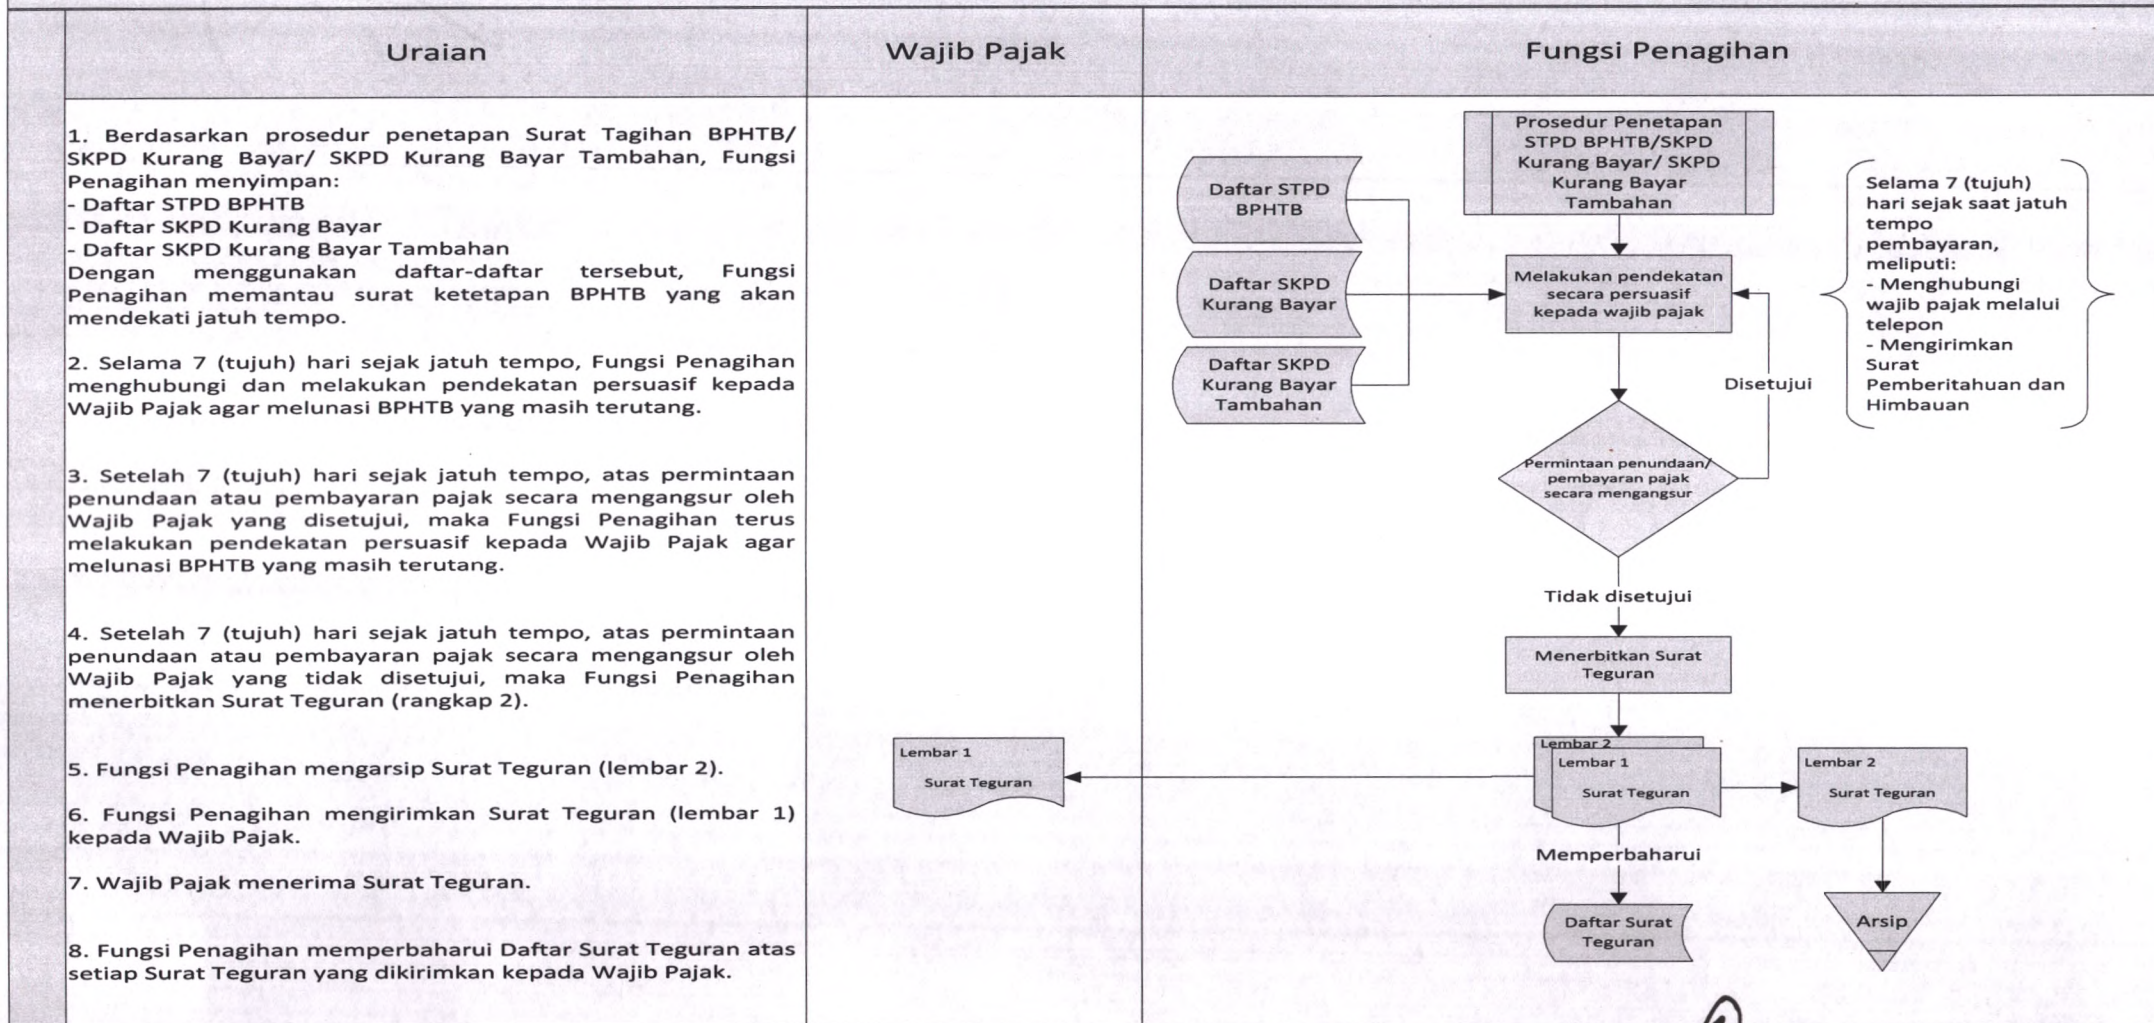 Uraian
Wajib Pajak
Fungsi Penagihan
1. Berdasarkan prosedur penetapan Surat Tagihan BPHTB/
SKPD Kurang Bayar/ SKPD Kurang Bayar Tambahan, Fungsi
Penagihan menyimpan:
- Daftar STPD BPHTB
- Daftar SKPD Kurang Bayar
- Daftar SKPD Kurang Bayar Tambahan
Dengan menggunakan daftar-daftar tersebut, Fungsi
Penagihan memantau surat ketetapan BPHTB yang akan
mendekati jatuh tempo.
2. Selama 7 (tujuh) hari sejak jatuh tempo, Fungsi Penagihan
menghubungi dan melakukan pendekatan persuasif kepada
Wajib Pajak agar melunasi BPHTB yang masih terutang.
3. Setelah 7 (tujuh) hari sejak jatuh tempo, atas permintaan
penundaan atau pembayaran pajak secara mengangsur oleh
Wajib Pajak yang disetujui, maka Fungsi Penagihan terus
melakukan pendekatan persuasif kepada Wajib Pajak agar
melunasi BPHTB yang masih terutang.
4. Setelah 7 (tujuh) hari sejak jatuh tempo, atas permintaan
penundaan atau pembayaran pajak secara mengangsur oleh
Wajib Pajak yang tidak disetujui, maka Fungsi Penagihan
menerbitkan Surat Teguran (rangkap 2).
5. Fungsi Penagihan mengarsip Surat Teguran (lembar 2).
6. Fungsi Penagihan mengirimkan Surat Teguran (lembar 1)
kepada Wajib Pajak.
7. Wajib Pajak menerima Surat Teguran.
8. Fungsi Penagihan memperbaharui Daftar Surat Teguran atas
setiap Surat Teguran yang dikirimkan kepada Wajib Pajak.
Lembar 1
Surat Teguran
Daftar STPD
BPHTB
Daftar SKPD
Kurang Bayar
Daftar SKPD
Kurang Bayar
Tambahan
Prosedur Penetapan
STPD BPHTB/SKPD
Kurang Bayar/ SKPD
Kurang Bayar
Tambahan
Melakukan pendekatan
secara persuasif
kepada wajib pajak
Disetujui
Selama 7 (tujuh)
hari sejak saat jatuh
tempo
pembayaran,
meliputi:
- Menghubungi
wajib pajak melalui
telepon
- Mengirimkan
Surat
Pemberitahuan dan
Himbauan
Permintaan penundaan/
pembayaran pajak
secara mengangsur
Tidak disetujui
Menerbitkan Surat
Teguran
Lembar 2
Lembar 1
Surat Teguran
Lembar 2
Surat Teguran
Memperbaharui
Daftar Surat
Teguran
Arsip